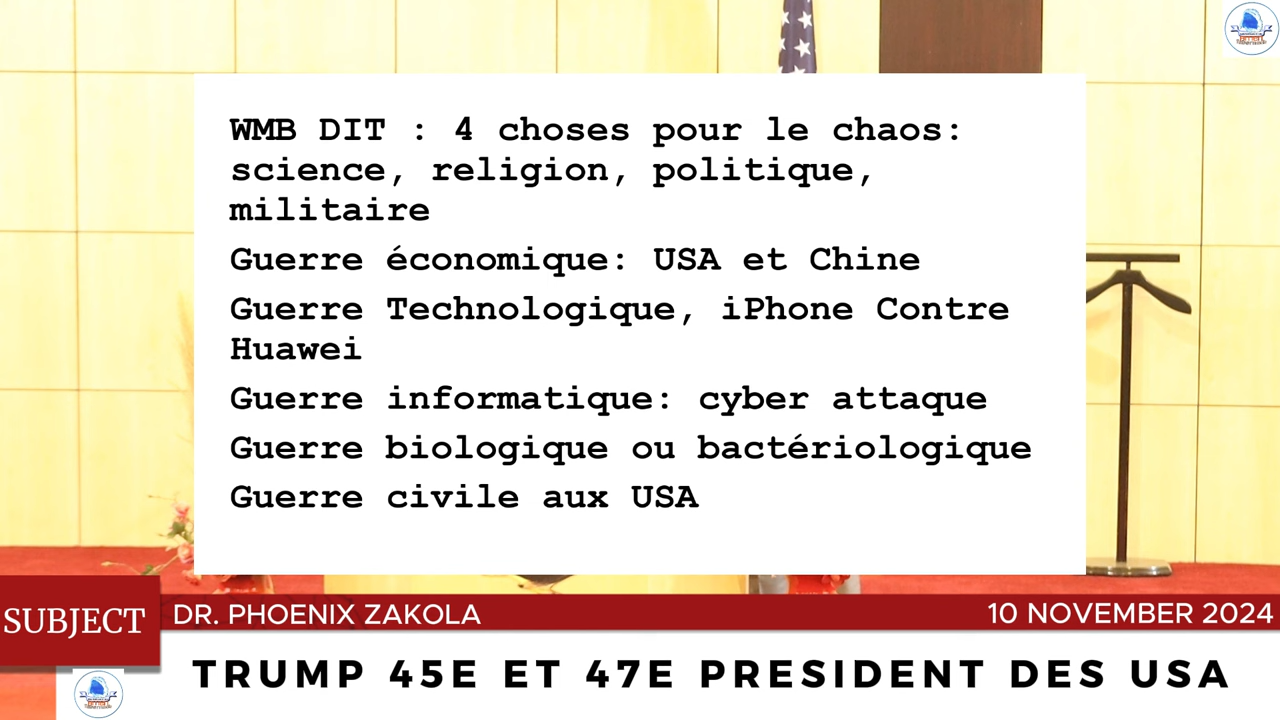 WMB DIT : 4 choses pour le chaos:
science, religion, politique,
militaire
Guerre économique: USA et Chine
Guerre Technologique, iPhone Contre
Huawei
Guerre informatique: cyber attaque
Guerre biologique ou bactériologique
Guerre civile aux USA
SUBJECT
DR. PHOENIX ZAKOLA
10 NOVEMBER 2024
TRUMP 45E ET 47E PRESIDENT DES USA